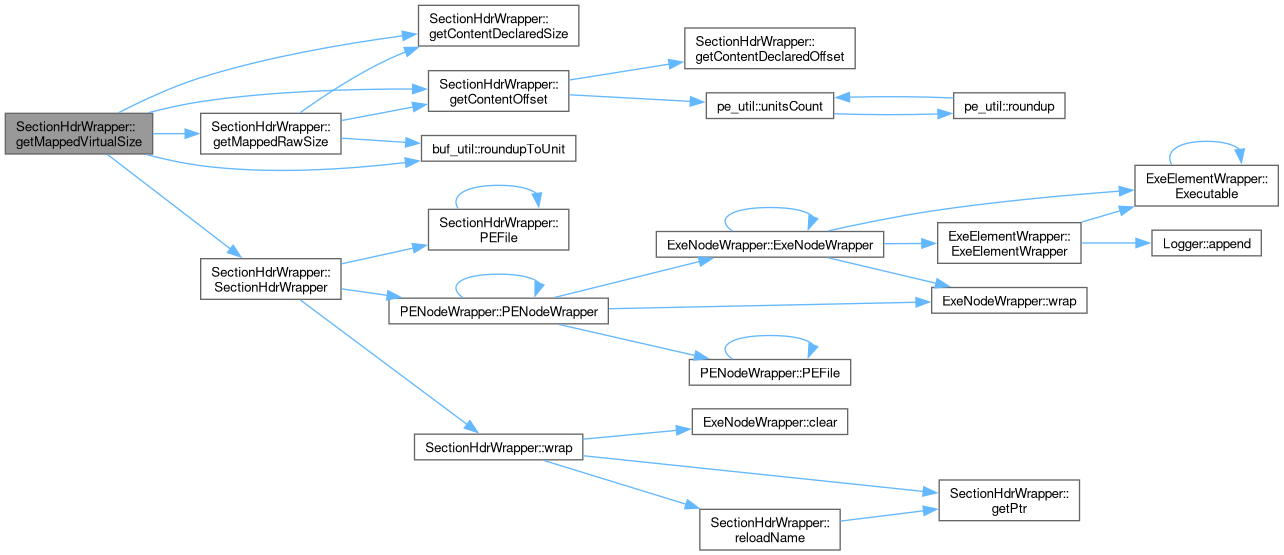 SectionHdrWrapper::
getMappedVirtualSize
SectionHdrWrapper::
getContentDeclaredSize
SectionHdrWrapper::
getContentOffset
SectionHdrWrapper::
getContentDeclaredOffset
pe_util::unitsCount
pe_util::roundup
SectionHdrWrapper::
getMappedRawSize
buf_util::roundupToUnit
SectionHdrWrapper::
SectionHdrWrapper
SectionHdrWrapper::
PEFile
PENodeWrapper::PENodeWrapper
ExeNodeWrapper::ExeNodeWrapper
ExeElementWrapper::
Executable
ExeElementWrapper::
ExeElementWrapper
Logger::append
ExeNodeWrapper::wrap
PENodeWrapper::PEFile
SectionHdrWrapper::wrap
ExeNodeWrapper::clear
SectionHdrWrapper::
getPtr
SectionHdrWrapper::
reloadName